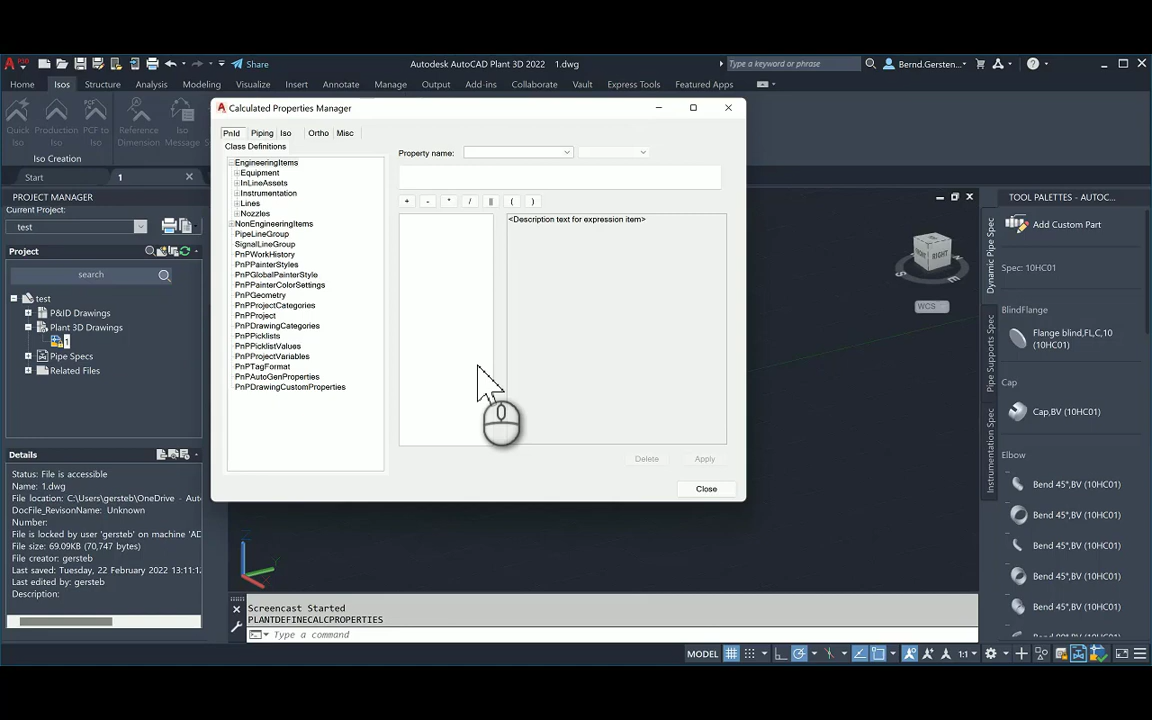 Share
Autodesk AutoCAD Plant 3D 2022 1.dwg
Type a keyword or phrase
Bernd.Gersten...
Home Isos Structure Analysis Modeling Visualize Insert Annotate Manage Output Add-ins Collaborate Vault Express Tools Featured Apps
Quick Iso
Production Iso
PCF to Iso
Reference Dimension
Iso Message
Iso Creation
Start
1
PROJECT MANAGER
Current Project:
test
Project
search
test
P&ID Drawings
Plant 3D Drawings
1
Pipe Specs
Related Files
Details
Status: File is accessible
Name: 1.dwg
File location: C:\Users\gersteb\OneDrive - Auto
DocFile_RevisonName: Unknown
Number:
File is locked by user 'gersteb' on machine 'AD
File size: 69.09KB (70,747 bytes)
File creator: gersteb
Last saved: Tuesday, 22 February 2022 13:11:1
Last edited by: gersteb
Description:
Calculated Properties Manager
PnId Piping Iso Ortho Misc
Class Definitions
EngineeringItems
Equipment
InLineAssets
Instrumentation
Lines
Nozzles
NonEngineeringItems
PipeLineGroup
SignalLineGroup
PnPWorkHistory
PnPPainterStyles
PnPGlobalPainterStyle
PnPPainterColorSettings
PnPGeometry
PnPProjectCategories
PnPProject
PnPDrawingCategories
PnPPicklists
PnPPicklistValues
PnPProjectVariables
PnPTagFormat
PnPAutoGenProperties
PnPDrawingCustomProperties
Property name:
+ - * / || ( )
<Description text for expression item>
Delete
Apply
Close
FRONT
RIGHT
S
WCS
Screencast Started
PLANTDEFINECALCPROPERTIES
Type a command
MODEL
1:1
TOOL PALETTES - AUTOC...
Dynamic Pipe Spec
Pipe Supports Spec
Instrumentation Spec
Add Custom Part
Spec: 10HC01
BlindFlange
Flange blind,FL,C,10
(10HC01)
Cap
Cap,BV (10HC01)
Elbow
Bend 45°,BV (10HC01)
Bend 45°,BV (10HC01)
Bend 45°,BV (10HC01)
Bend 45°,BV (10HC01)
Bend 45°,BV (10HC01)